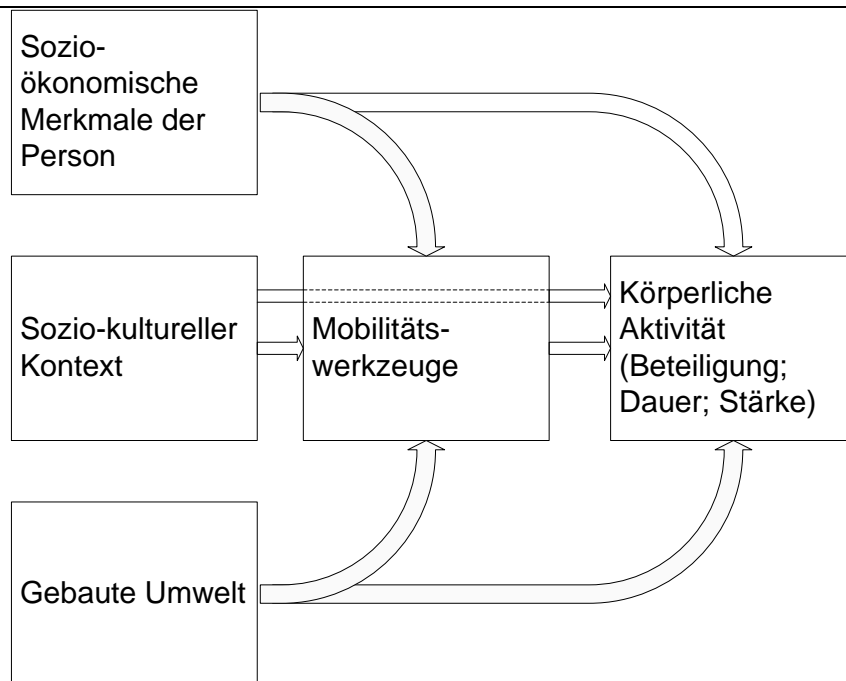 Sozio-
ökonomische
Merkmale der
Person
Sozio-kultureller
Kontext
Mobilitäts-
werkzeuge
Körperliche
Aktivität
(Beteiligung;
Dauer; Stärke)
Gebaute Umwelt